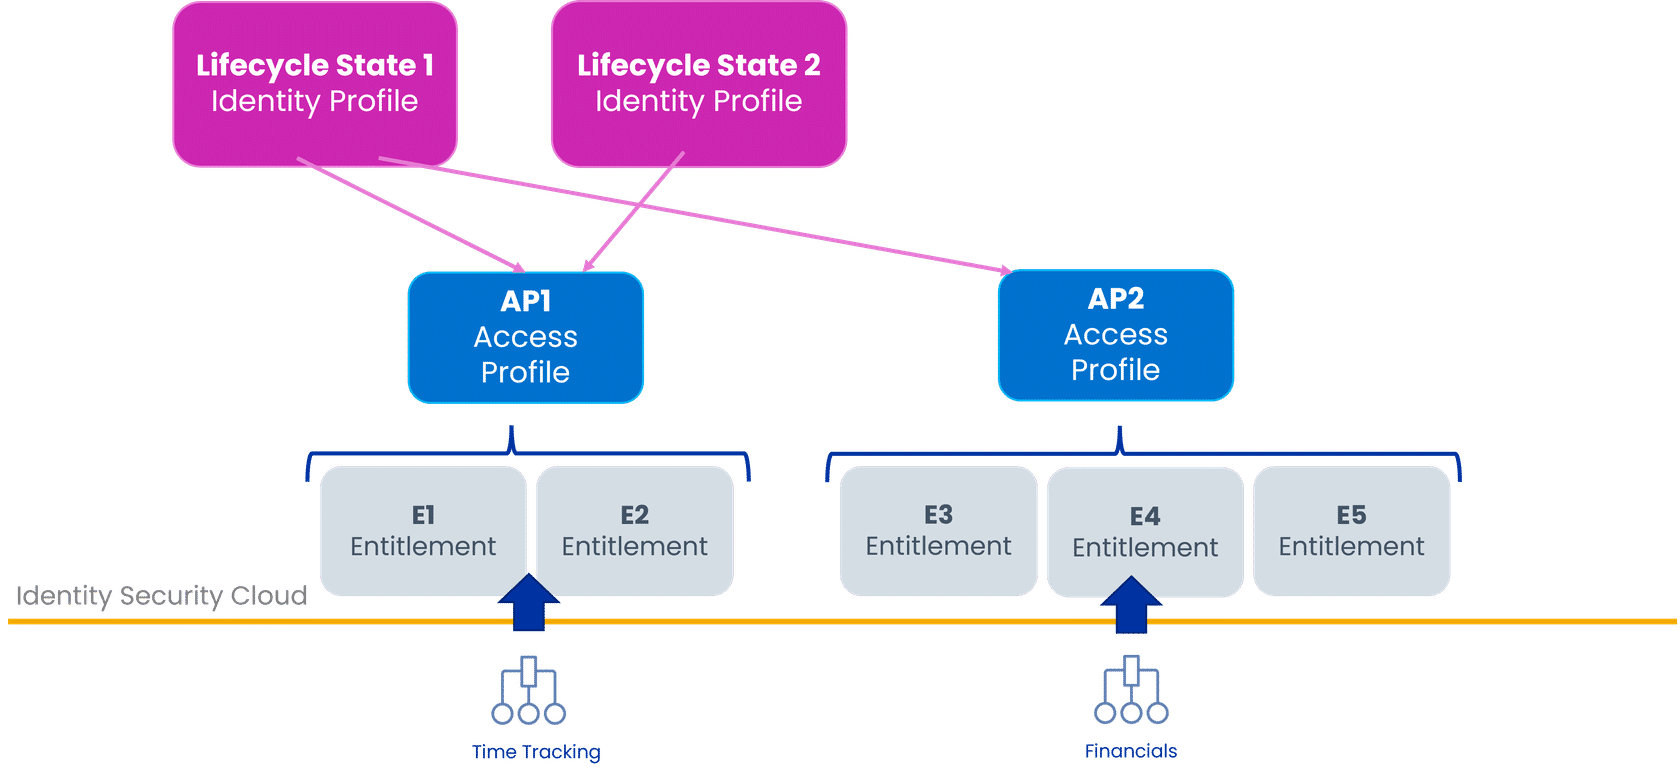 Lifecycle State 1
Identity Profile
Lifecycle State 2
Identity Profile
AP1
Access
Profile
AP2
Access
Profile
E1
Entitlement
E2
Entitlement
E3
Entitlement
E4
Entitlement
E5
Entitlement
Identity Security Cloud
Time Tracking
Financials